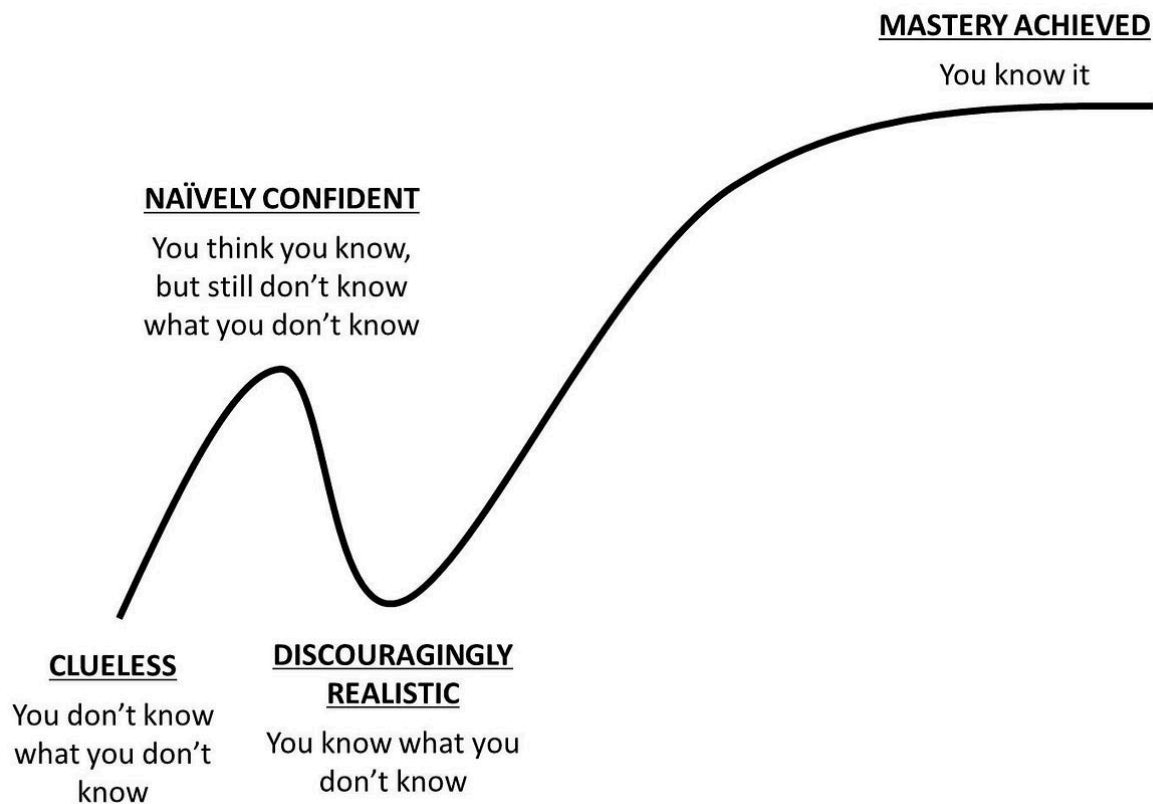 MASTERY ACHIEVED
You know it
NAÏVELY CONFIDENT
You think you know,
but still don’t know
what you don’t know
CLUELESS
You don’t know
what you don’t
know
DISCOURAGINGLY
REALISTIC
You know what you
don’t know